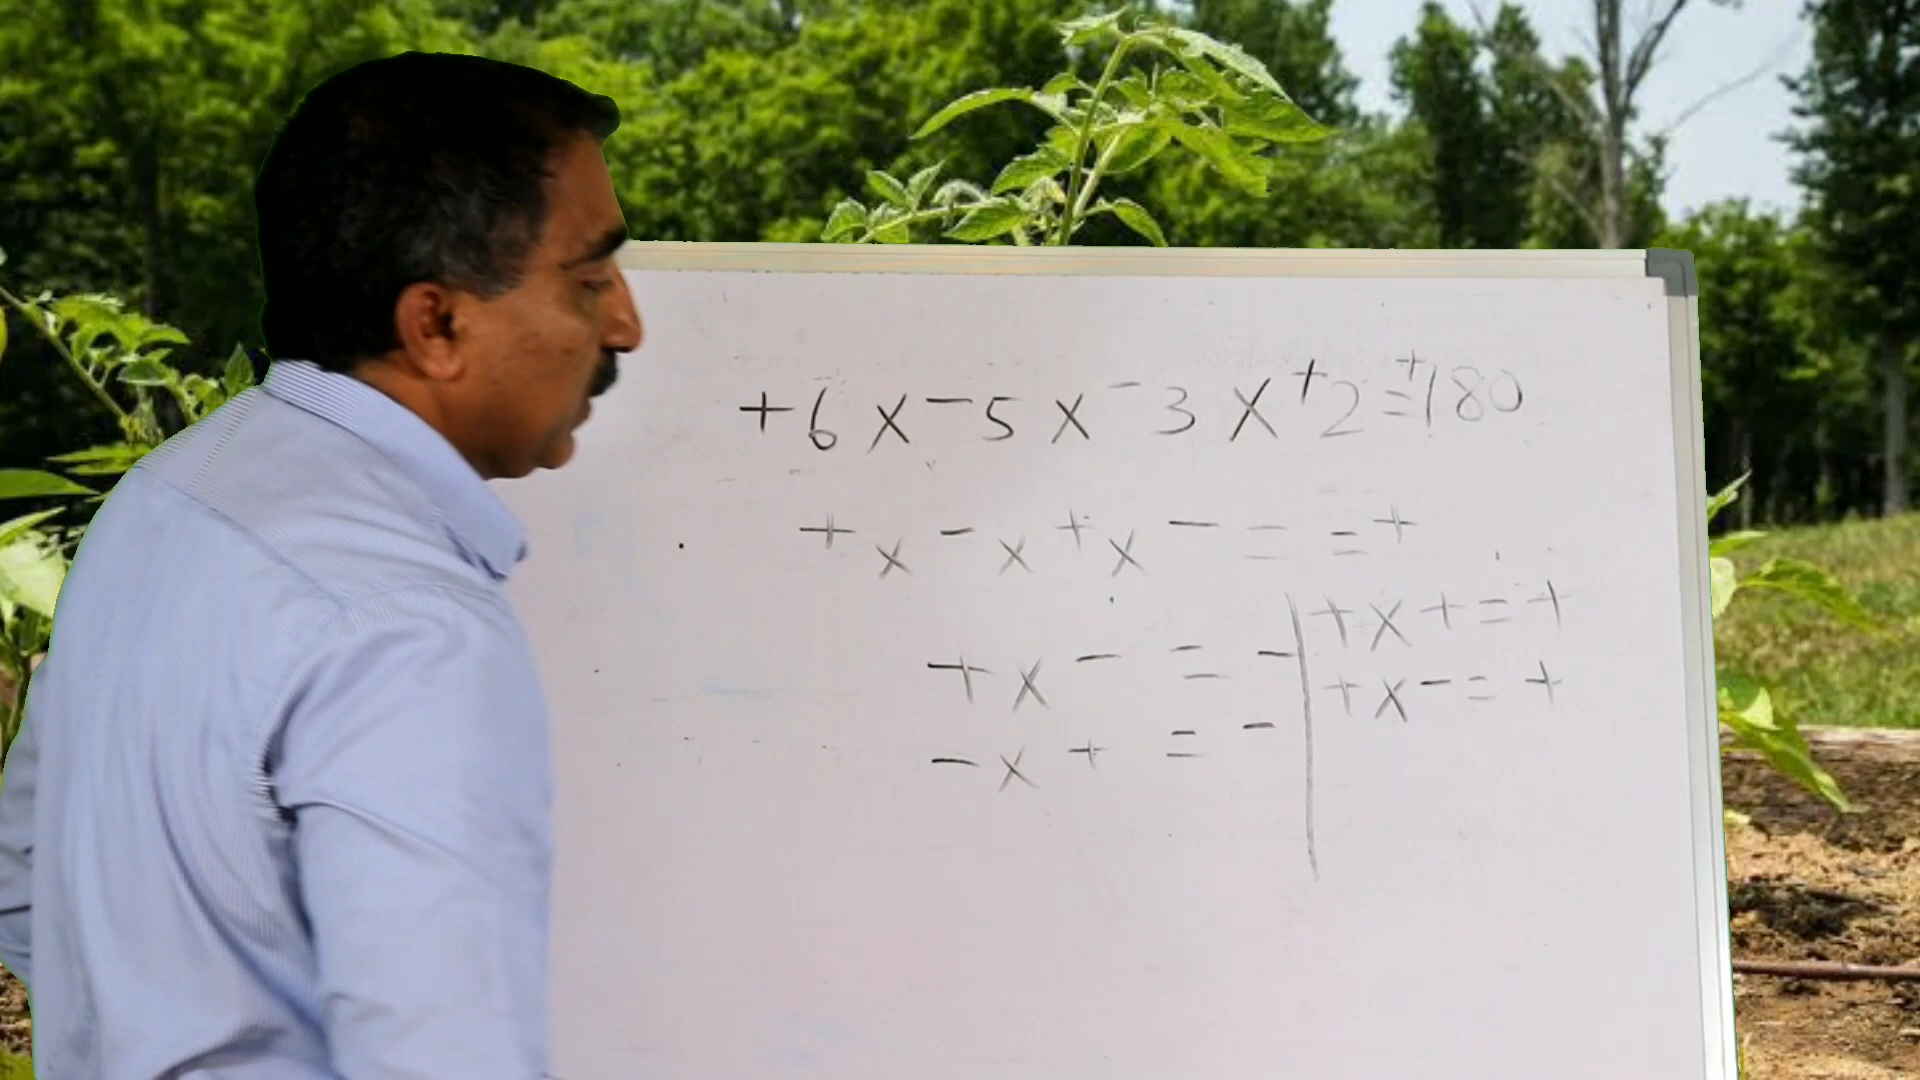 +6 x -5 x -3 x +2 = +180
+ x - x + x - = = +
+ x - = -
- x + = -
+ x + = +
+ x - = +